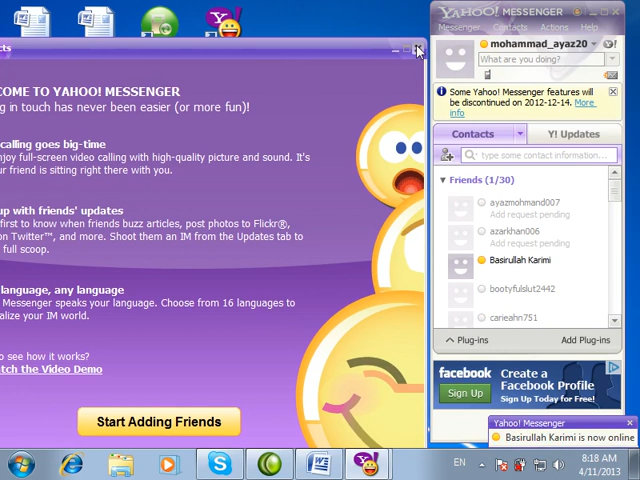 cts
COME TO YAHOO! MESSENGER
g in touch has never been easier (or more fun)!
calling goes big-time
njoy full-screen video calling with high-quality picture and sound. It's
ur friend is sitting right there with you.
up with friends' updates
first to know when friends buzz articles, post photos to Flickr®,
on Twitter™, and more. Shoot them an IM from the Updates tab to
full scoop.
language, any language
Messenger speaks your language. Choose from 16 languages to
alize your IM world.
to see how it works?
atch the Video Demo
Start Adding Friends
YAHOO! MESSENGER
Messenger Contacts Actions Help
mohammad_ayaz20
What are you doing?
Some Yahoo! Messenger features will
be discontinued on 2012-12-14. More
info
Contacts Y! Updates
type some contact information...
Friends (1/30)
ayazmohmand007
Add request pending
azarkhan006
Add request pending
Basirullah Karimi
bootyfulslut2442
carieahn751
Plug-ins Add Plug-ins
facebook
Sign Up
Create a
Facebook Profile
Sign Up Today for Free!
Yahoo! Messenger
Basirullah Karimi is now online
EN
8:18 AM
4/11/2013